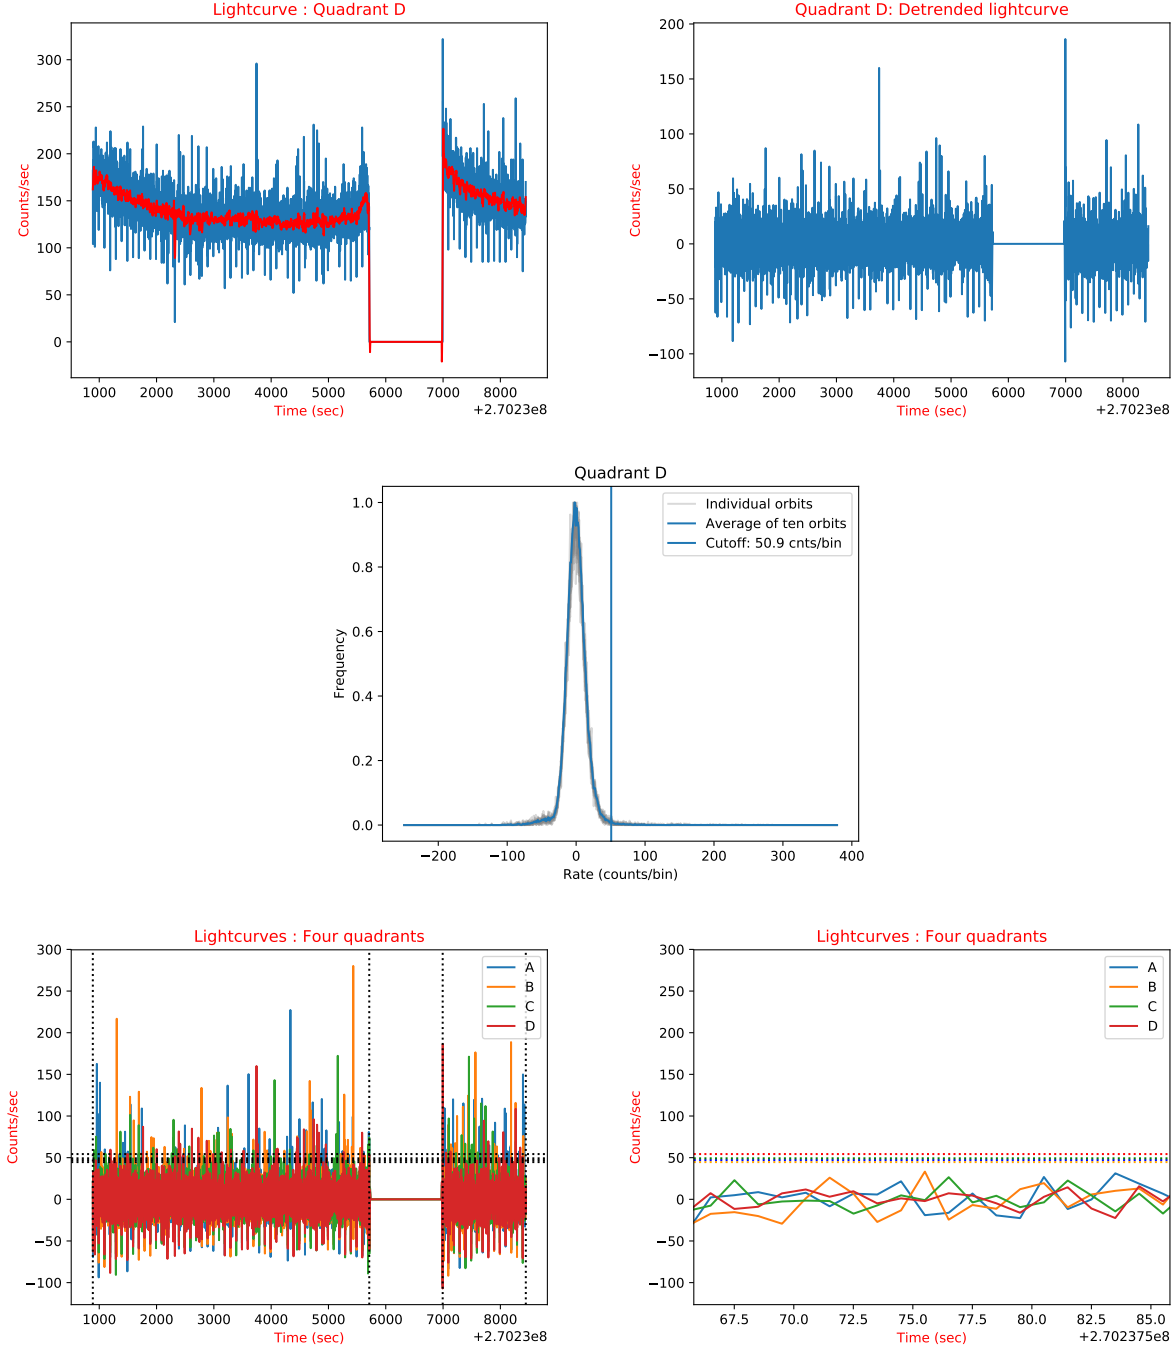 Lightcurve : Quadrant D
Counts/sec
300
250
200
150
100
50
0
1000 2000 3000 4000 5000 6000 7000 8000
+2.7023e8
Time (sec)
Quadrant D: Detrended lightcurve
Counts/sec
200
150
100
50
0
−50
−100
1000 2000 3000 4000 5000 6000 7000 8000
+2.7023e8
Time (sec)
Quadrant D
Frequency
1.0
0.8
0.6
0.4
0.2
0.0
Individual orbits
Average of ten orbits
Cutoff: 50.9 cnts/bin
−200 −100 0 100 200 300 400
Rate (counts/bin)
Lightcurves : Four quadrants
Counts/sec
300
250
200
150
100
50
0
−50
−100
A
B
C
D
1000 2000 3000 4000 5000 6000 7000 8000
+2.7023e8
Time (sec)
Lightcurves : Four quadrants
Counts/sec
300
250
200
150
100
50
0
−50
−100
A
B
C
D
67.5 70.0 72.5 75.0 77.5 80.0 82.5 85.0
+2.702375e8
Time (sec)